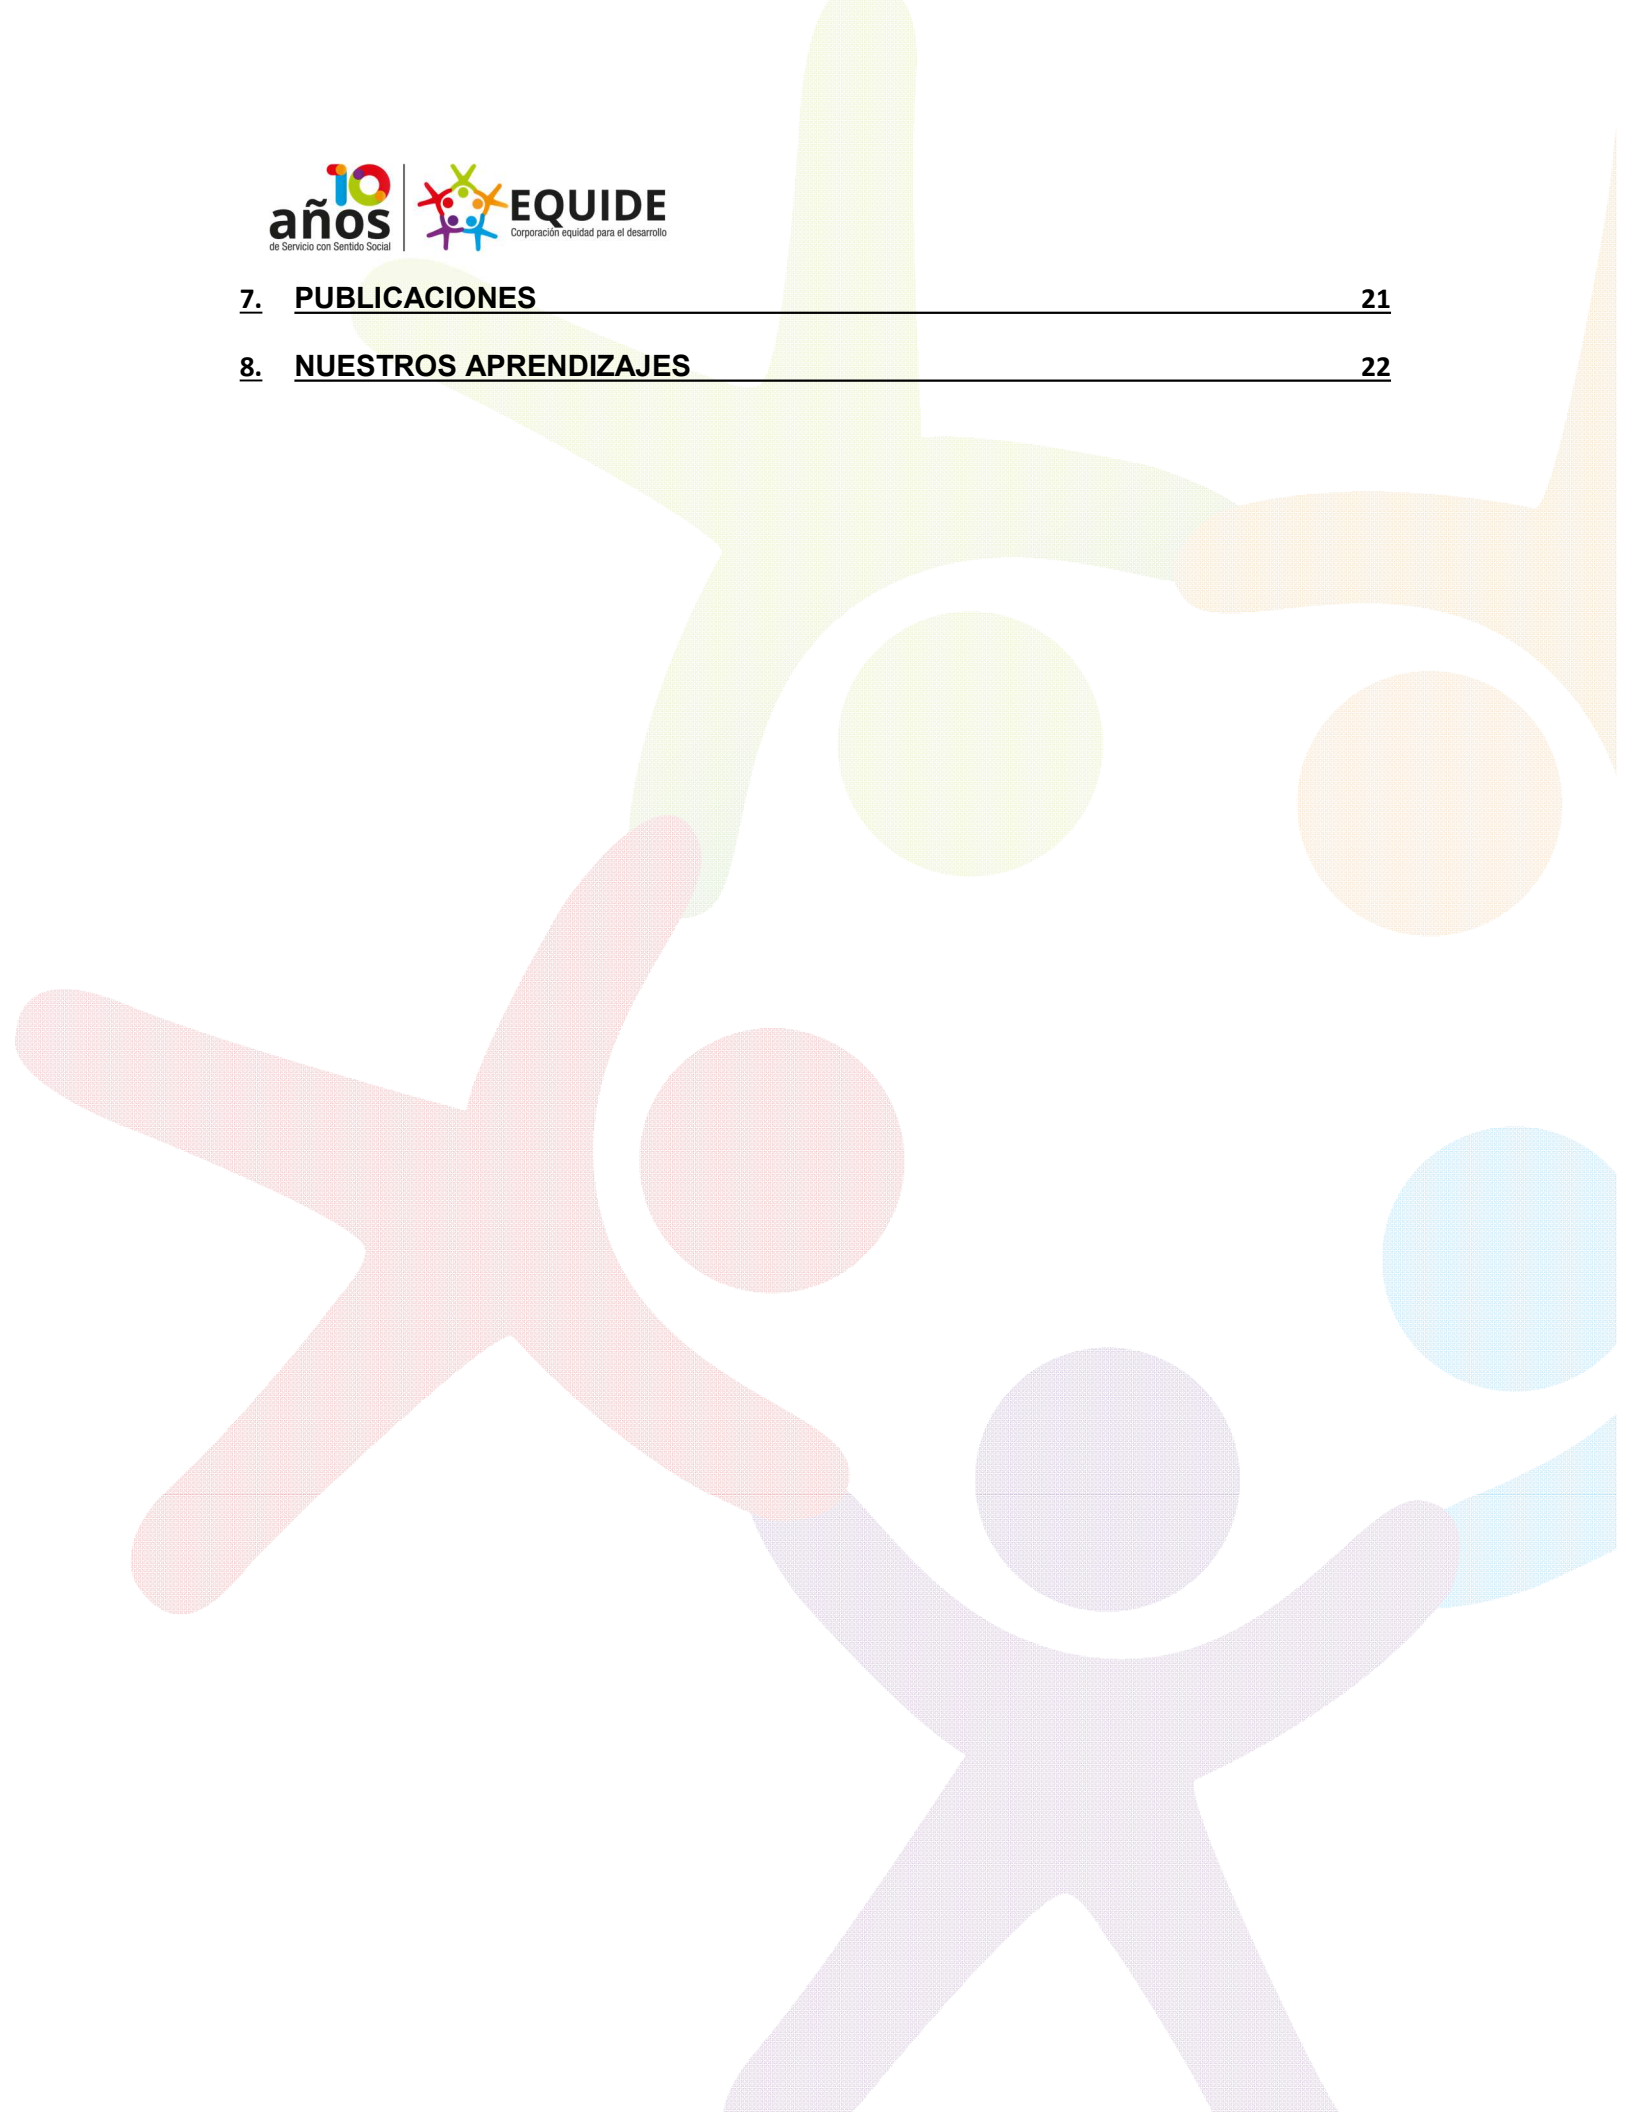 10
años
de Servicio con Sentido Social
EQUIDE
Corporación equidad para el desarrollo
7. PUBLICACIONES 21
8. NUESTROS APRENDIZAJES 22